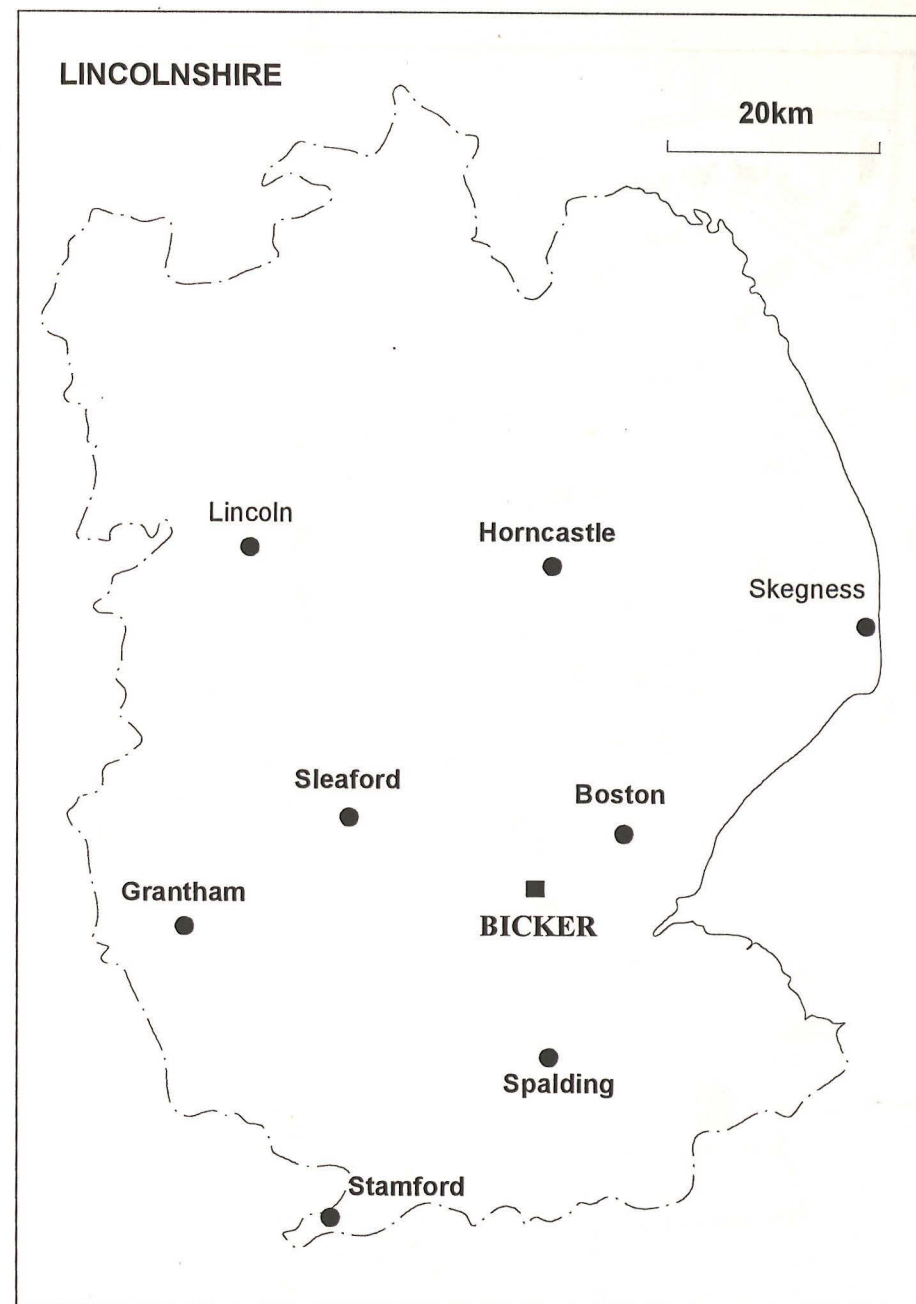 LINCOLNSHIRE
20km
Lincoln
Horncastle
Skegness
Sleaford
Boston
Grantham
BICKER
Spalding
Stamford